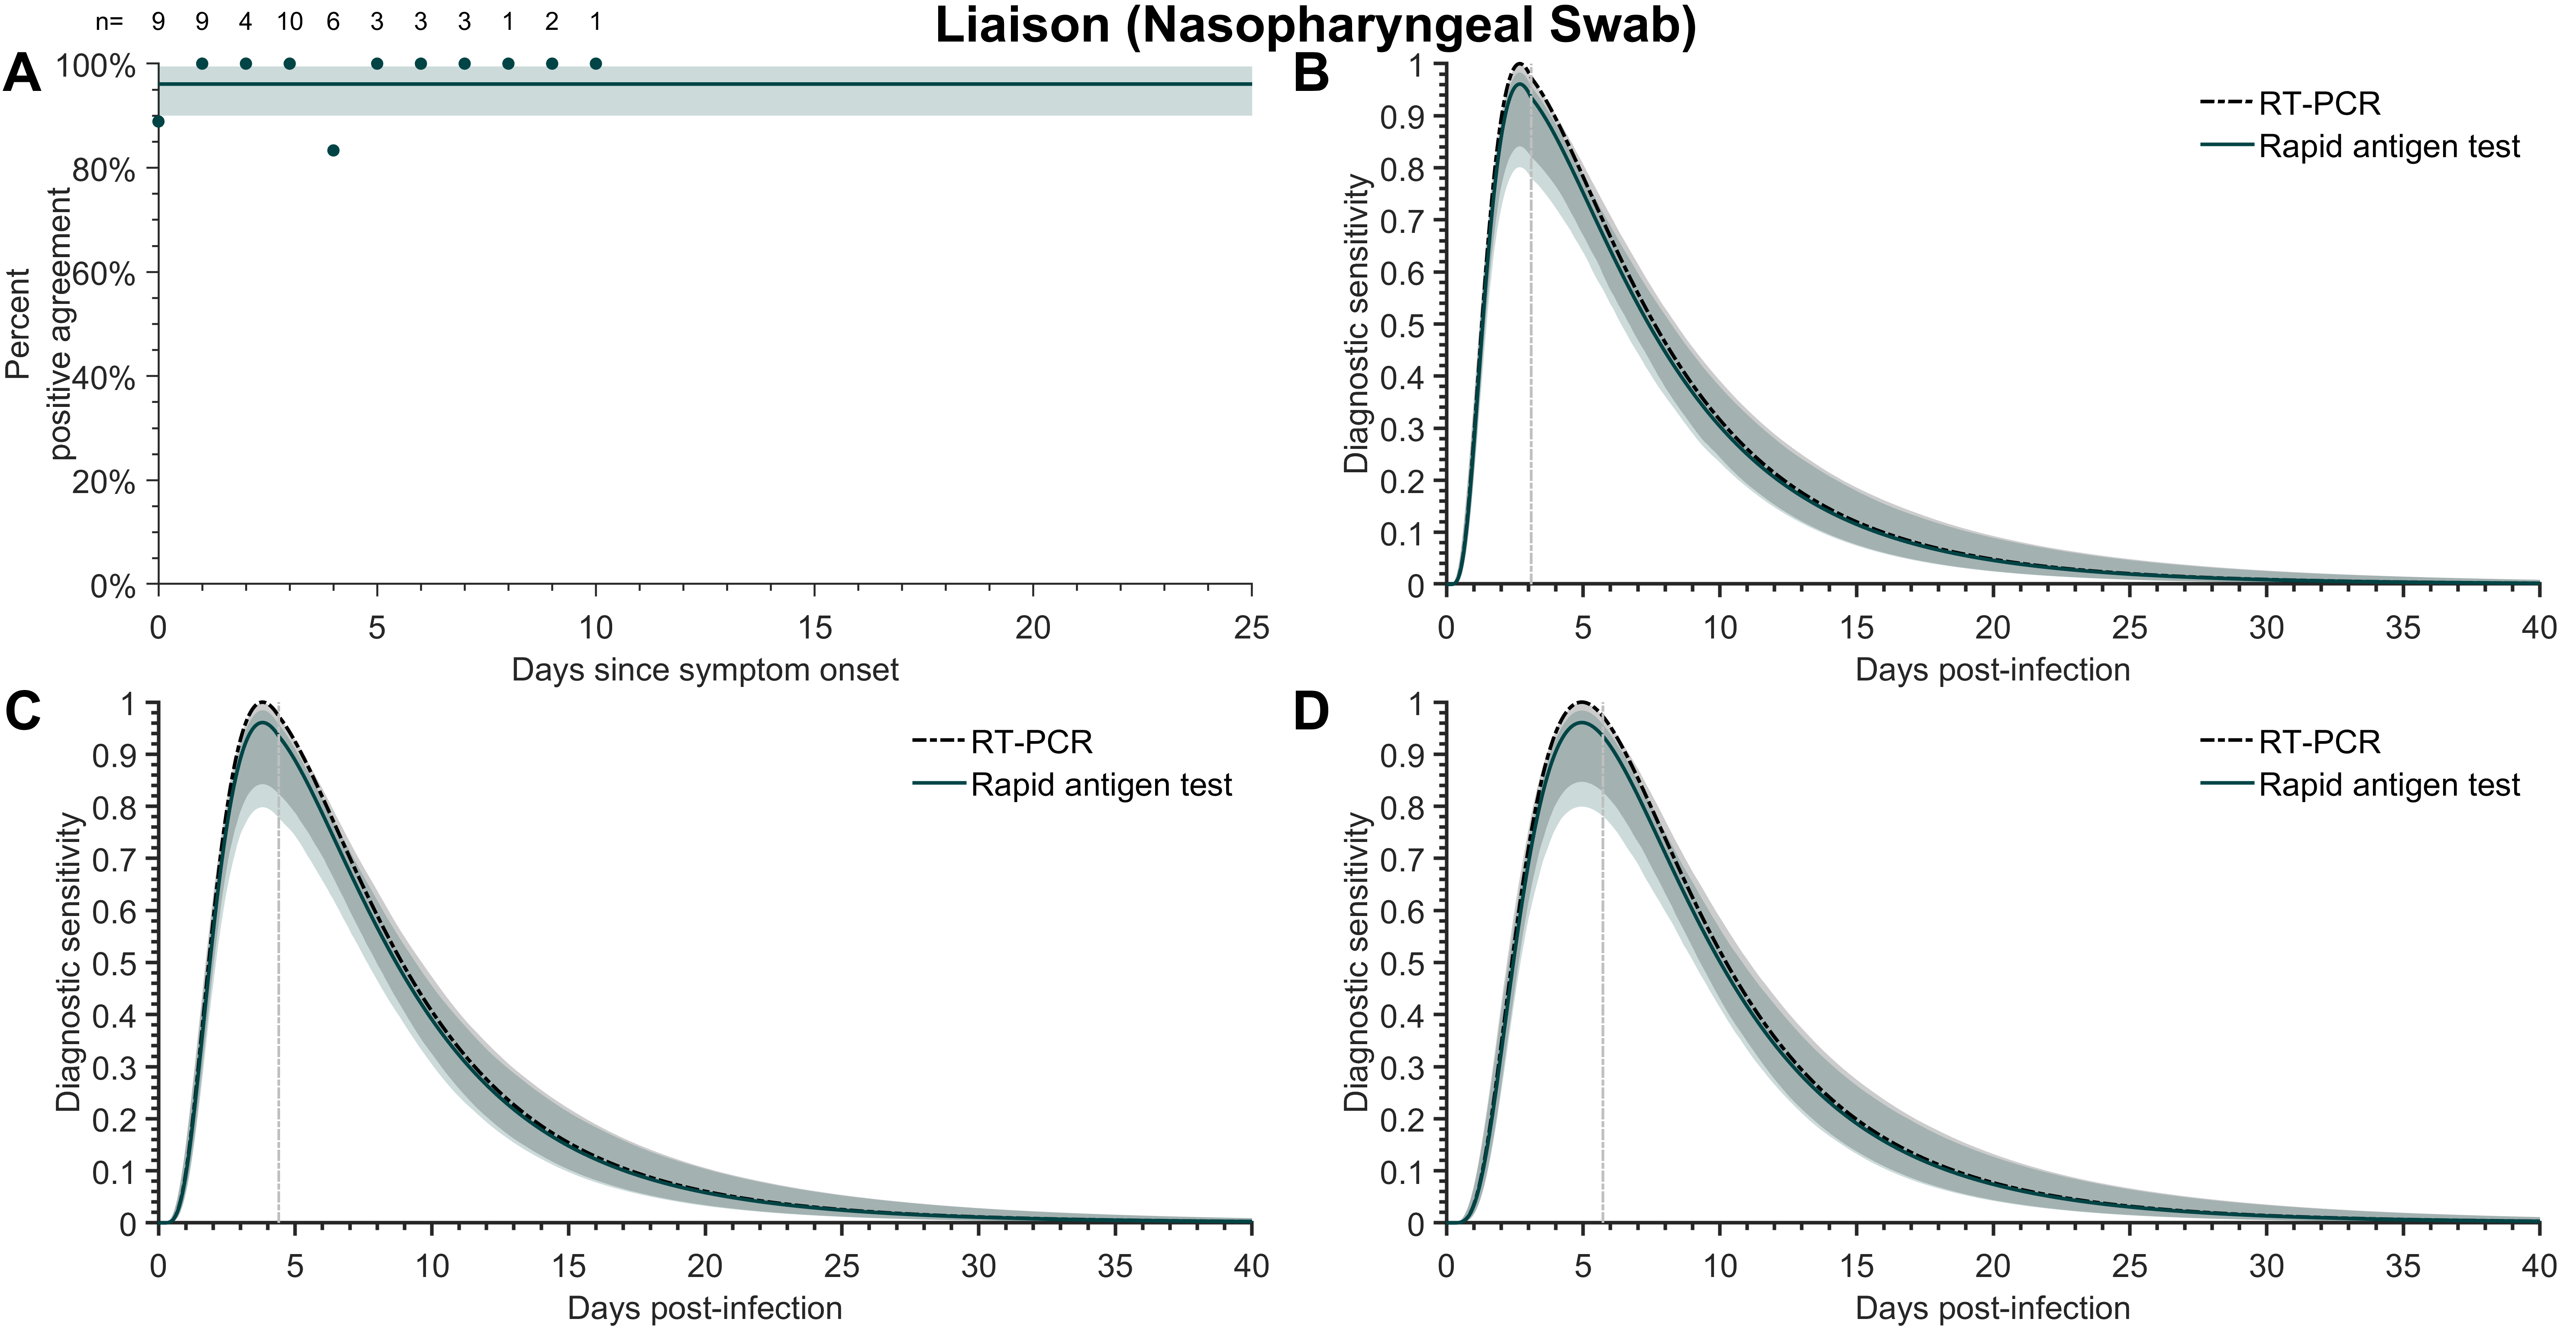 Liaison (Nasopharyngeal Swab)
n= 9 9 4 10 6 3 3 3 1 2 1
A
100%
80%
60%
40%
20%
0%
Percent
positive agreement
0 5 10 15 20 25
Days since symptom onset
B
1
0.9
0.8
0.7
0.6
0.5
0.4
0.3
0.2
0.1
0
Diagnostic sensitivity
RT-PCR
Rapid antigen test
0 5 10 15 20 25 30 35 40
Days post-infection
C
1
0.9
0.8
0.7
0.6
0.5
0.4
0.3
0.2
0.1
0
Diagnostic sensitivity
RT-PCR
Rapid antigen test
0 5 10 15 20 25 30 35 40
Days post-infection
D
1
0.9
0.8
0.7
0.6
0.5
0.4
0.3
0.2
0.1
0
Diagnostic sensitivity
RT-PCR
Rapid antigen test
0 5 10 15 20 25 30 35 40
Days post-infection